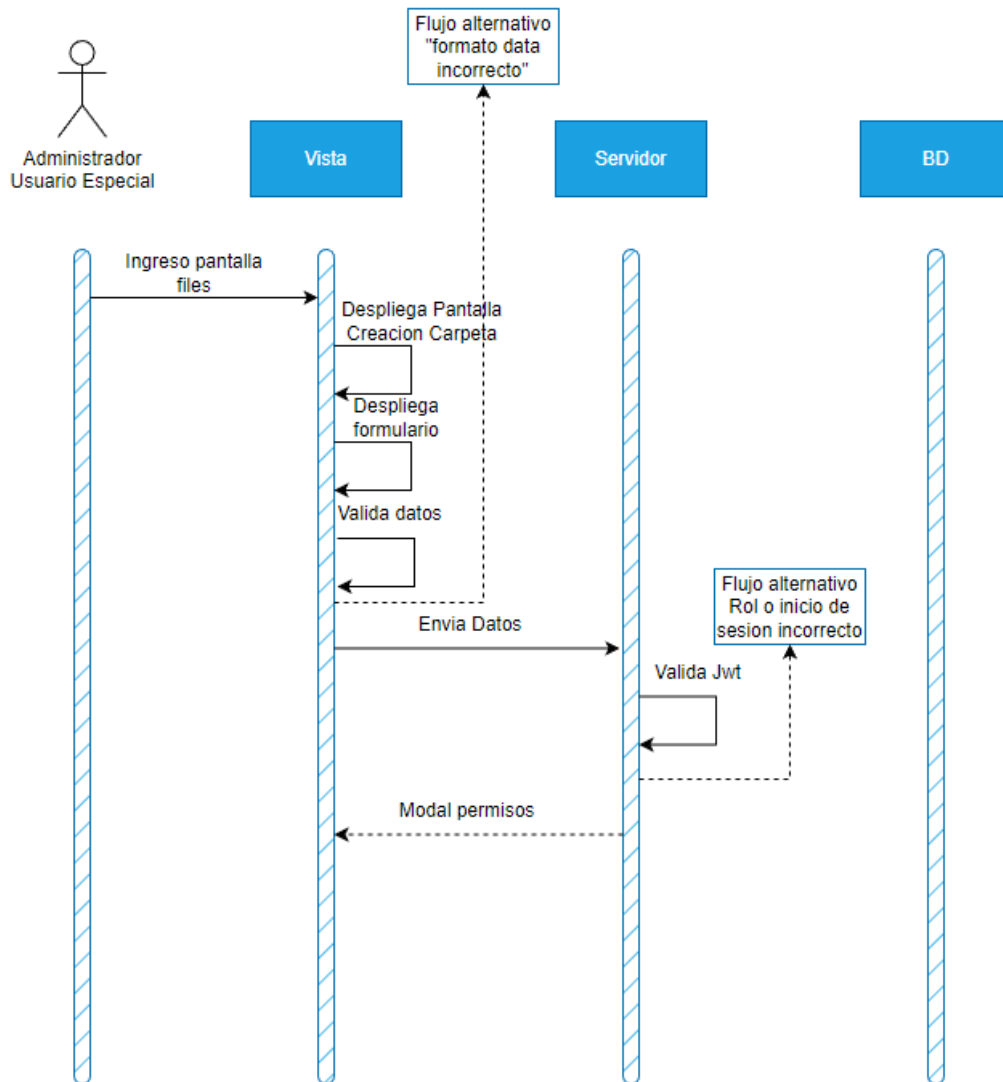 Flujo alternativo
"formato data
incorrecto"
Administrador
Usuario Especial
Vista
Servidor
BD
Ingreso pantalla
files
Despliega Pantalla
Creacion Carpeta
Despliega
formulario
Valida datos
Envia Datos
Flujo alternativo
Rol o inicio de
sesion incorrecto
Valida Jwt
Modal permisos